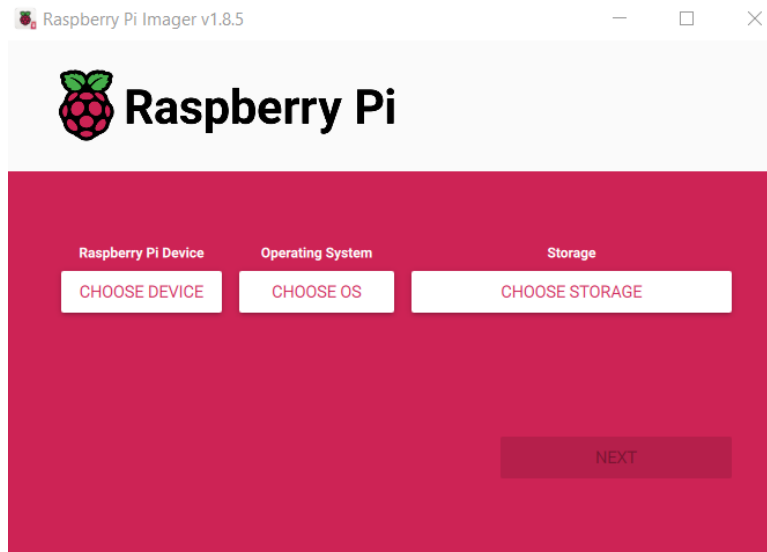 Raspberry Pi Imager v1.8.5
Raspberry Pi
Raspberry Pi Device
Operating System
Storage
CHOOSE DEVICE
CHOOSE OS
CHOOSE STORAGE
NEXT